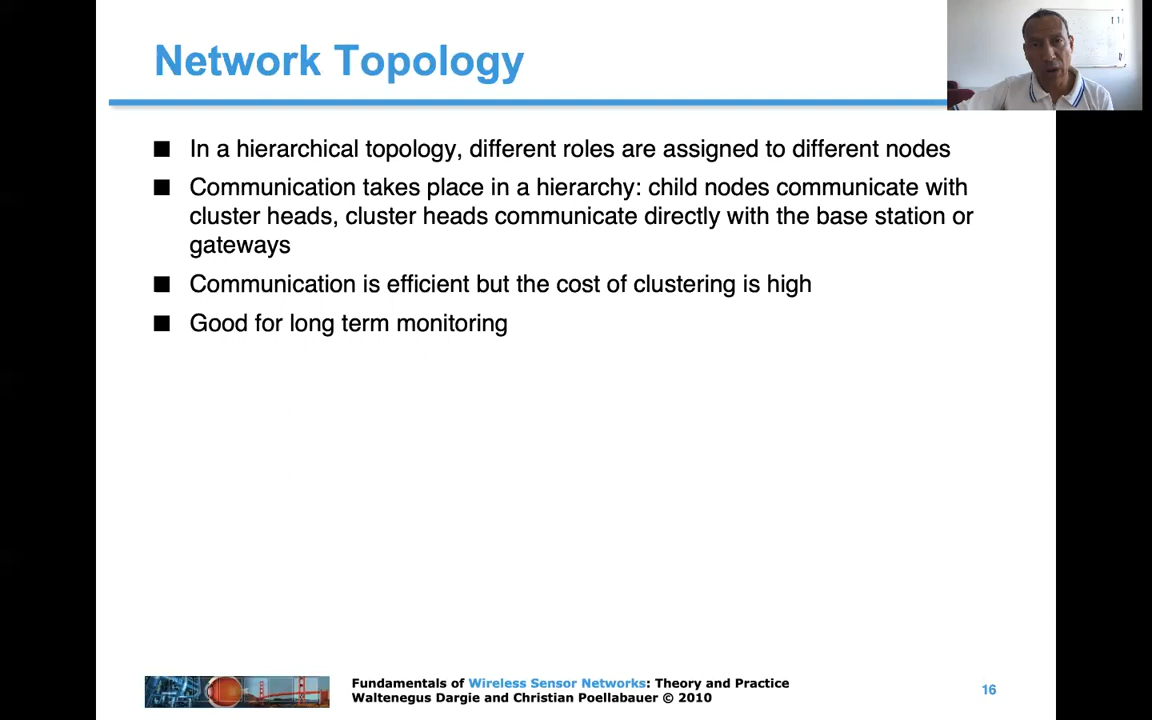 Network Topology
In a hierarchical topology, different roles are assigned to different nodes
Communication takes place in a hierarchy: child nodes communicate with
cluster heads, cluster heads communicate directly with the base station or
gateways
Communication is efficient but the cost of clustering is high
Good for long term monitoring
Fundamentals of Wireless Sensor Networks: Theory and Practice
Waltenegus Dargie and Christian Poellabauer © 2010
16